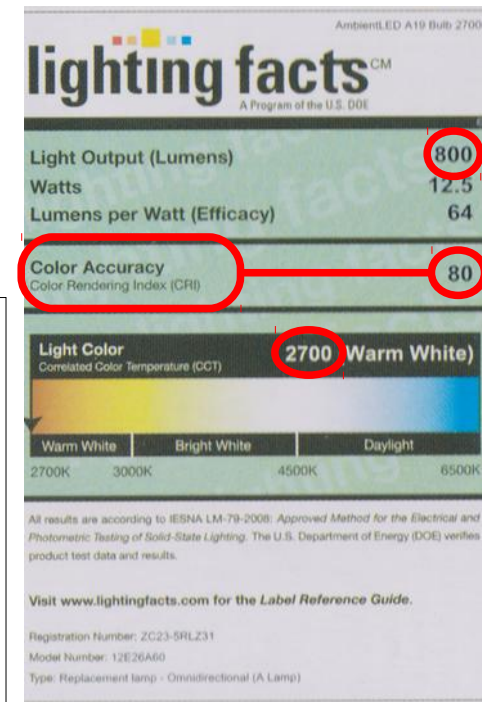 AmbientLED A19 Bulb 2700
lighting facts CM
A Program of the U.S. DOE
Light Output (Lumens) 800
Watts 12.5
Lumens per Watt (Efficacy) 64
Color Accuracy 80
Color Rendering Index (CRI)
Light Color 2700 (Warm White)
Correlated Color Temperature (CCT)
Warm White Bright White Daylight
2700K 3000K 4500K 6500K
All results are according to IESNA LM-79-2008: Approved Method for the Electrical and
Photometric Testing of Solid-State Lighting. The U.S. Department of Energy (DOE) verifies
product test data and results.
Visit www.lightingfacts.com for the Label Reference Guide.
Registration Number: ZC23-5RLZ31
Model Number: 12E26A60
Type: Replacement lamp - Omnidirectional (A Lamp)